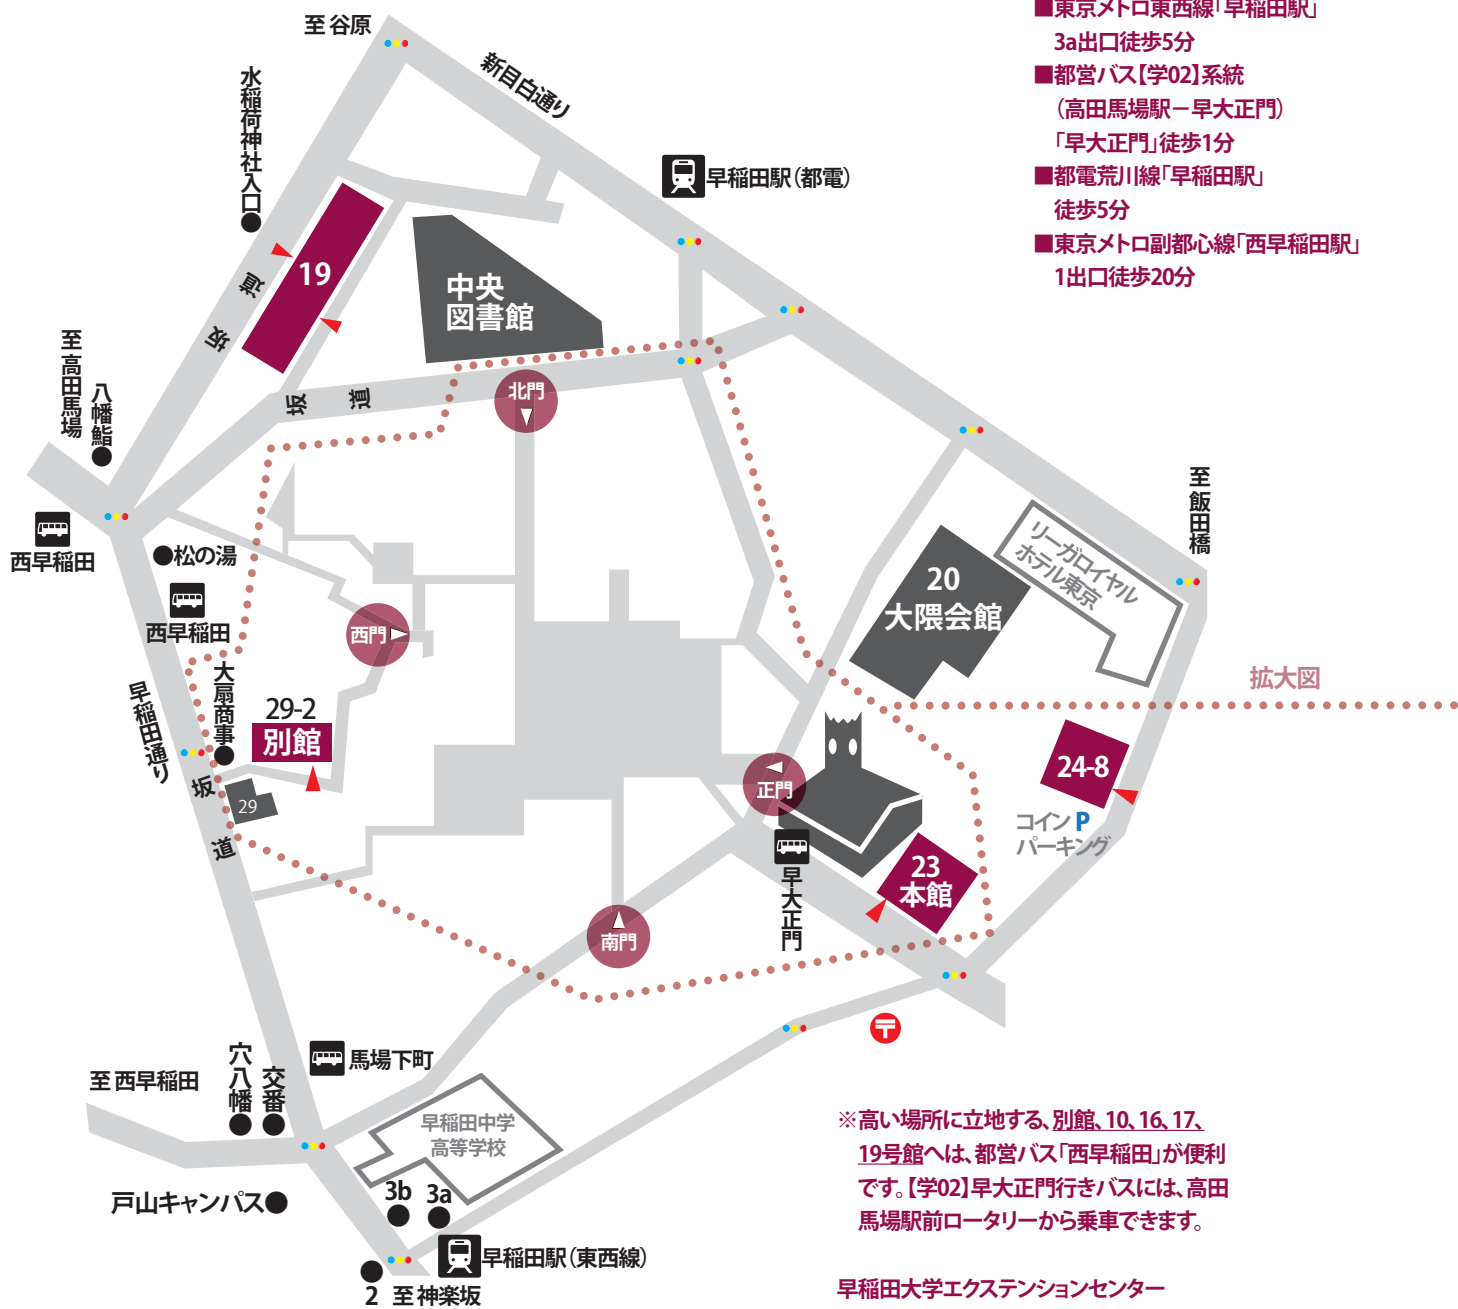 ■東京メトロ東西線「早稲田駅」
3a出口徒歩5分
■都営バス【学02】系統
(高田馬場駅－早大正門)
「早大正門」徒歩1分
■都電荒川線「早稲田駅」
徒歩5分
■東京メトロ副都心線「西早稲田駅」
1出口徒歩20分
至 谷原
新目白通り
水稲荷神社入口
早稲田駅(都電)
19
中央
図書館
坂道
至 高田馬場
八幡鮨
坂道
北門
西早稲田
松の湯
西早稲田
西門
大扇商事
早稲田通り
29-2
別館
29
坂道
至 飯田橋
リーガロイヤル
ホテル東京
20
大隈会館
拡大図
24-8
コイン P
パーキング
正門
23
本館
早大正門
南門
馬場下町
至 西早稲田
穴八幡
交番
早稲田中学
高等学校
戸山キャンパス
3b
3a
早稲田駅(東西線)
2
至 神楽坂
〒
※高い場所に立地する、別館、10、16、17、
19号館へは、都営バス「西早稲田」が便利
です。【学02】早大正門行きバスには、高田
馬場駅前ロータリーから乗車できます。
早稲田大学エクステンションセンター